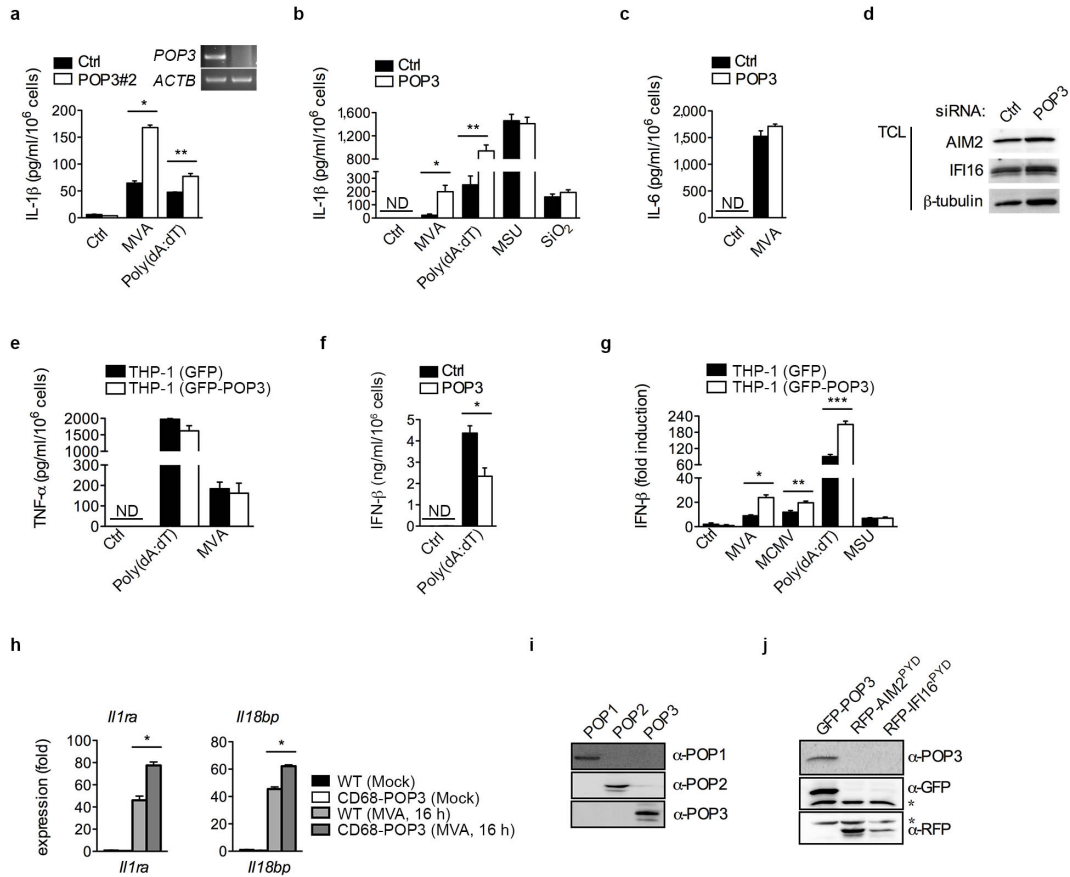 a
Ctrl
POP3#2
POP3
ACTB
IL-1β (pg/ml/10⁶ cells)
200
150
100
50
0
*
**
Ctrl
MVA
Poly(dA:dT)
b
Ctrl
POP3
IL-1β (pg/ml/10⁶ cells)
1,600
1,200
800
400
200
100
0
ND
*
**
Ctrl
MVA
Poly(dA:dT)
MSU
SiO₂
c
Ctrl
POP3
IL-6 (pg/ml/10⁶ cells)
2000
1500
1000
500
0
ND
Ctrl
MVA
d
siRNA: Ctrl POP3
TCL
AIM2
IFI16
β-tubulin
e
THP-1 (GFP)
THP-1 (GFP-POP3)
TNF-α (pg/ml/10⁶ cells)
2000
1500
1000
500
300
200
100
0
ND
Ctrl
Poly(dA:dT)
MVA
f
Ctrl
POP3
IFN-β (ng/ml/10⁶ cells)
5
4
3
2
1
0
ND
*
Ctrl
Poly(dA:dT)
g
THP-1 (GFP)
THP-1 (GFP-POP3)
IFN-β (fold induction)
240
180
120
60
40
20
0
*
**
***
Ctrl
MVA
MCMV
Poly(dA:dT)
MSU
h
Il1ra
expression (fold)
100
80
60
40
20
0
*
Il1ra
Il18bp
80
60
40
20
0
*
Il18bp
WT (Mock)
CD68-POP3 (Mock)
WT (MVA, 16 h)
CD68-POP3 (MVA, 16 h)
i
POP1 POP2 POP3
α-POP1
α-POP2
α-POP3
j
GFP-POP3 RFP-AIM2ᴾʸᴰ RFP-IFI16ᴾʸᴰ
α-POP3
α-GFP
*
*
α-RFP